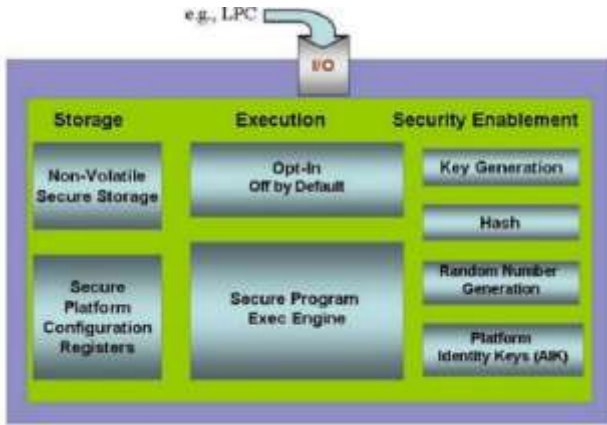 e.g., LPC
I/O
Storage
Execution
Security Enablement
Non-Volatile
Secure Storage
Secure
Platform
Configuration
Registers
Opt-In
Off by Default
Secure Program
Exec Engine
Key Generation
Hash
Random Number
Generation
Platform
Identity Keys (AIK)